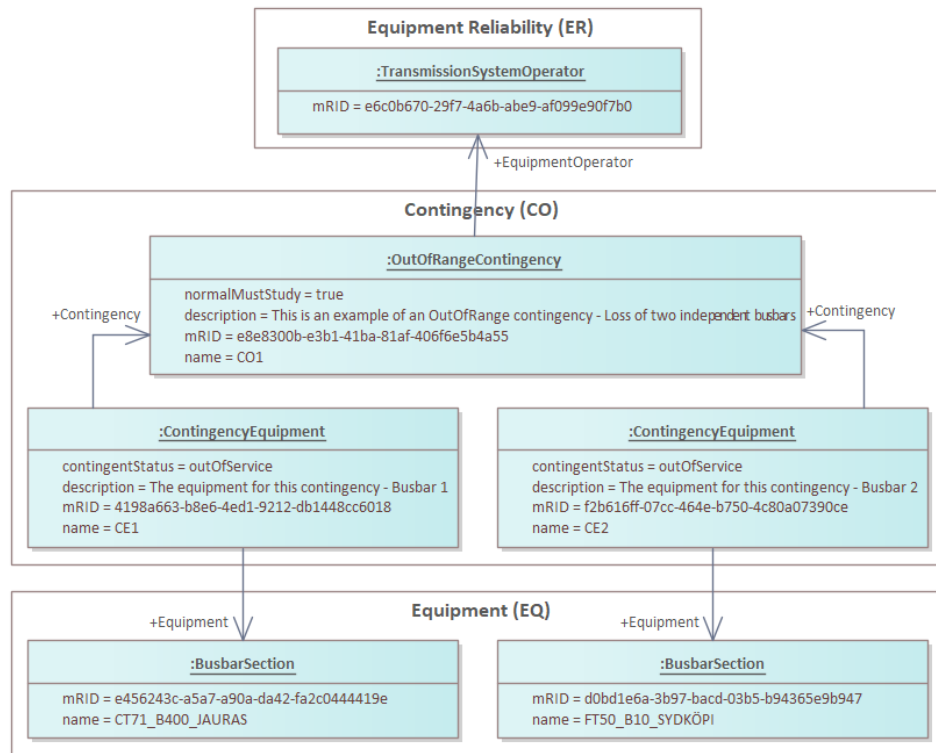 Equipment Reliability (ER)
:TransmissionSystemOperator
mRID = e6c0b670-29f7-4a6b-abe9-af099e90f7b0
+EquipmentOperator
Contingency (CO)
:OutOfRangeContingency
normalMustStudy = true
description = This is an example of an OutOfRange contingency - Loss of two independent busbars
mRID = e8e8300b-e3b1-41ba-81af-406f6e5b4a55
name = CO1
+Contingency
+Contingency
:ContingencyEquipment
contingentStatus = outOfService
description = The equipment for this contingency - Busbar 1
mRID = 4198a663-b8e6-4ed1-9212-db1448cc6018
name = CE1
:ContingencyEquipment
contingentStatus = outOfService
description = The equipment for this contingency - Busbar 2
mRID = f2b616ff-07cc-464e-b750-4c80a07390ce
name = CE2
Equipment (EQ)
+Equipment
+Equipment
:BusbarSection
mRID = e456243c-a5a7-a90a-da42-fa2c0444419e
name = CT71_B400_JAURAS
:BusbarSection
mRID = d0bd1e6a-3b97-bacd-03b5-b94365e9b947
name = FT50_B10_SYDKÖPI